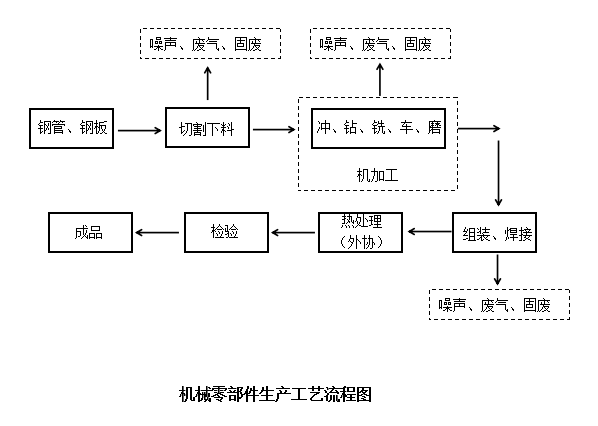 噪声、废气、固废
噪声、废气、固废
钢管、钢板
切割下料
冲、钻、铣、车、磨
机加工
成品
检验
热处理
（外协）
组装、焊接
噪声、废气、固废
机械零部件生产工艺流程图